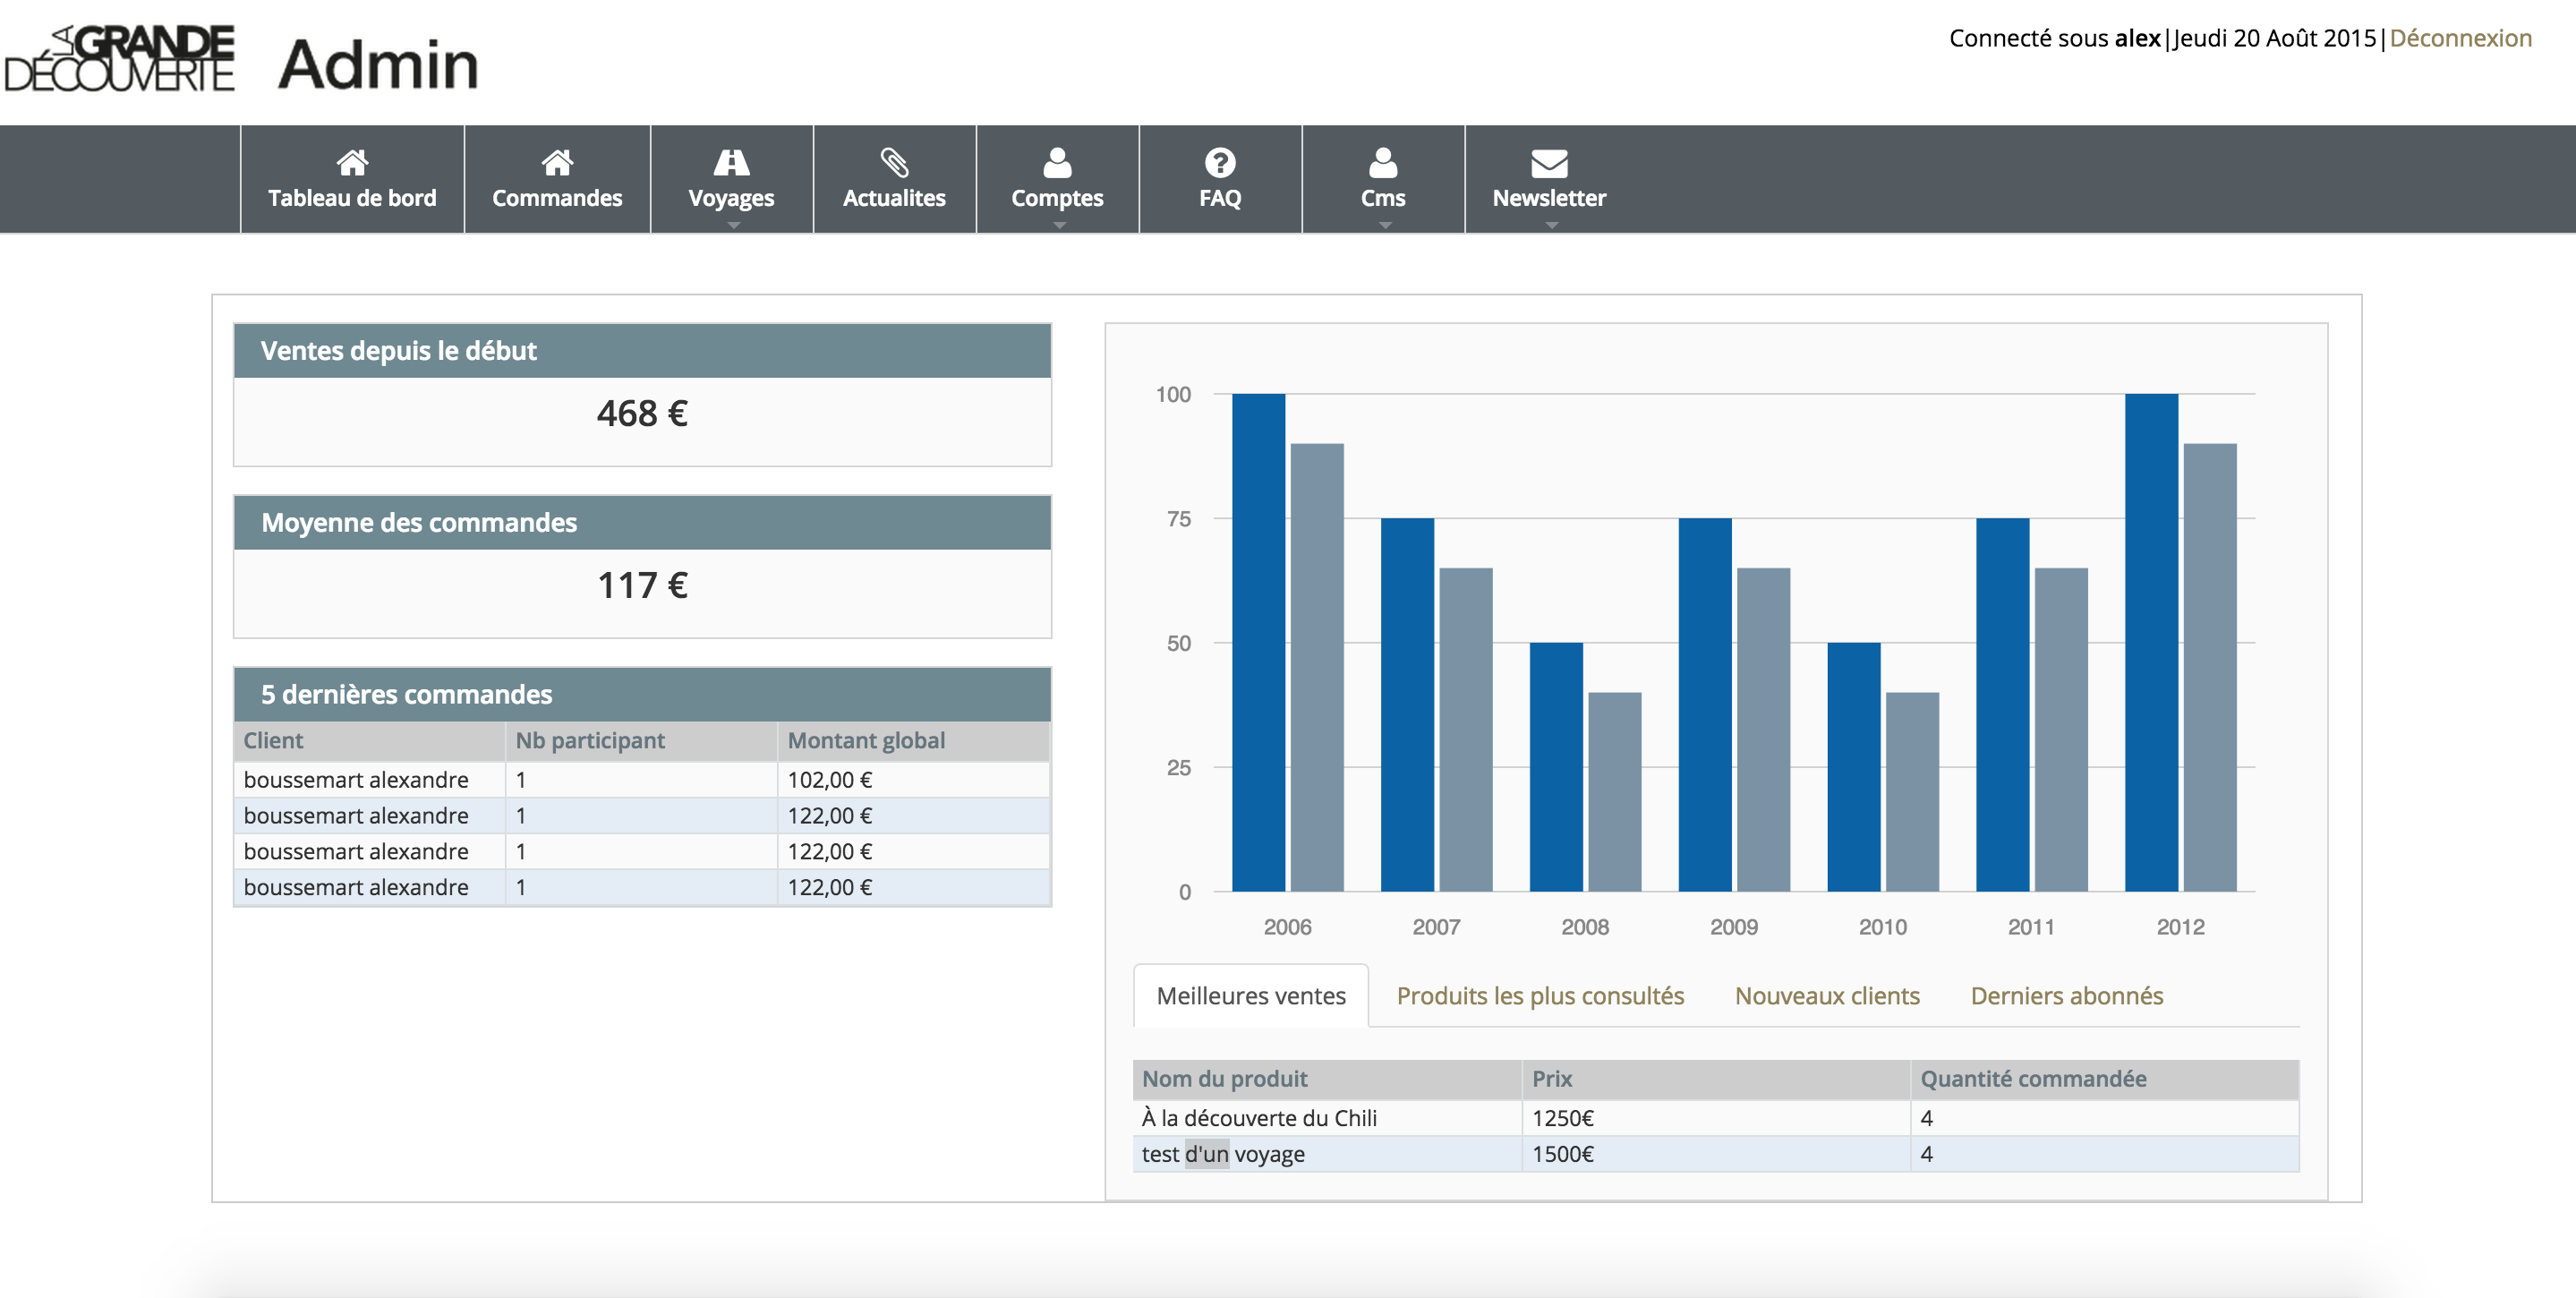 LA GRANDE
DÉCOUVERTE
Admin
Connecté sous alex|Jeudi 20 Août 2015|Déconnexion
Tableau de bord
Commandes
Voyages
Actualites
Comptes
FAQ
Cms
Newsletter
Ventes depuis le début
468 €
Moyenne des commandes
117 €
5 dernières commandes
Client Nb participant Montant global
boussemart alexandre 1 102,00 €
boussemart alexandre 1 122,00 €
boussemart alexandre 1 122,00 €
boussemart alexandre 1 122,00 €
100
75
50
25
0
2006 2007 2008 2009 2010 2011 2012
Meilleures ventes Produits les plus consultés Nouveaux clients Derniers abonnés
Nom du produit Prix Quantité commandée
À la découverte du Chili 1250€ 4
test d'un voyage 1500€ 4